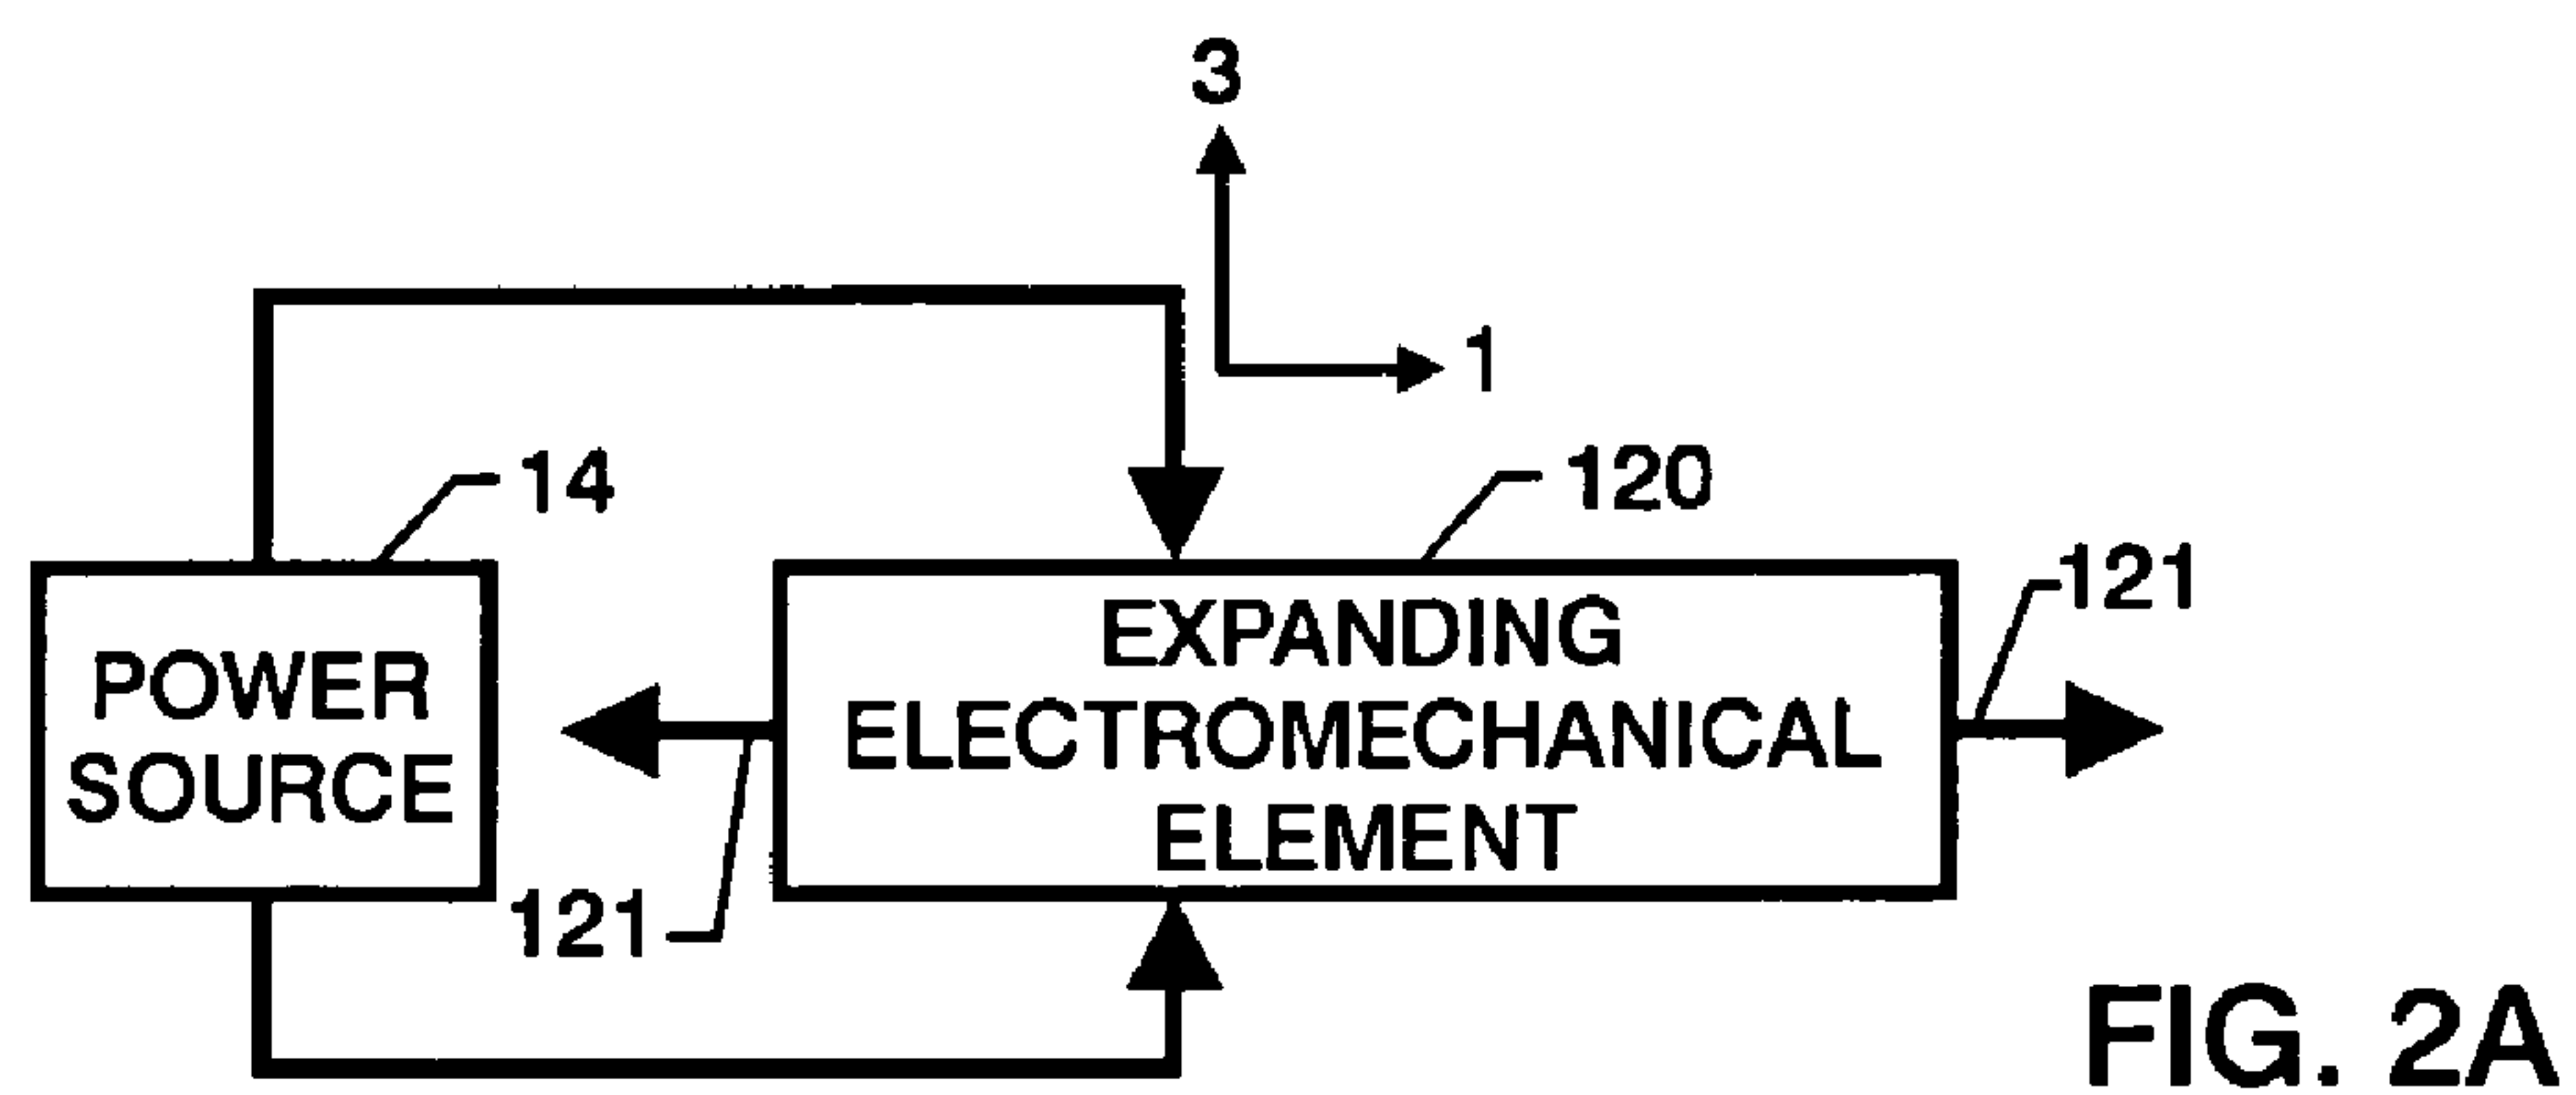 3
1
14
120
121
POWER
SOURCE
EXPANDING
ELECTROMECHANICAL
ELEMENT
121
FIG. 2A